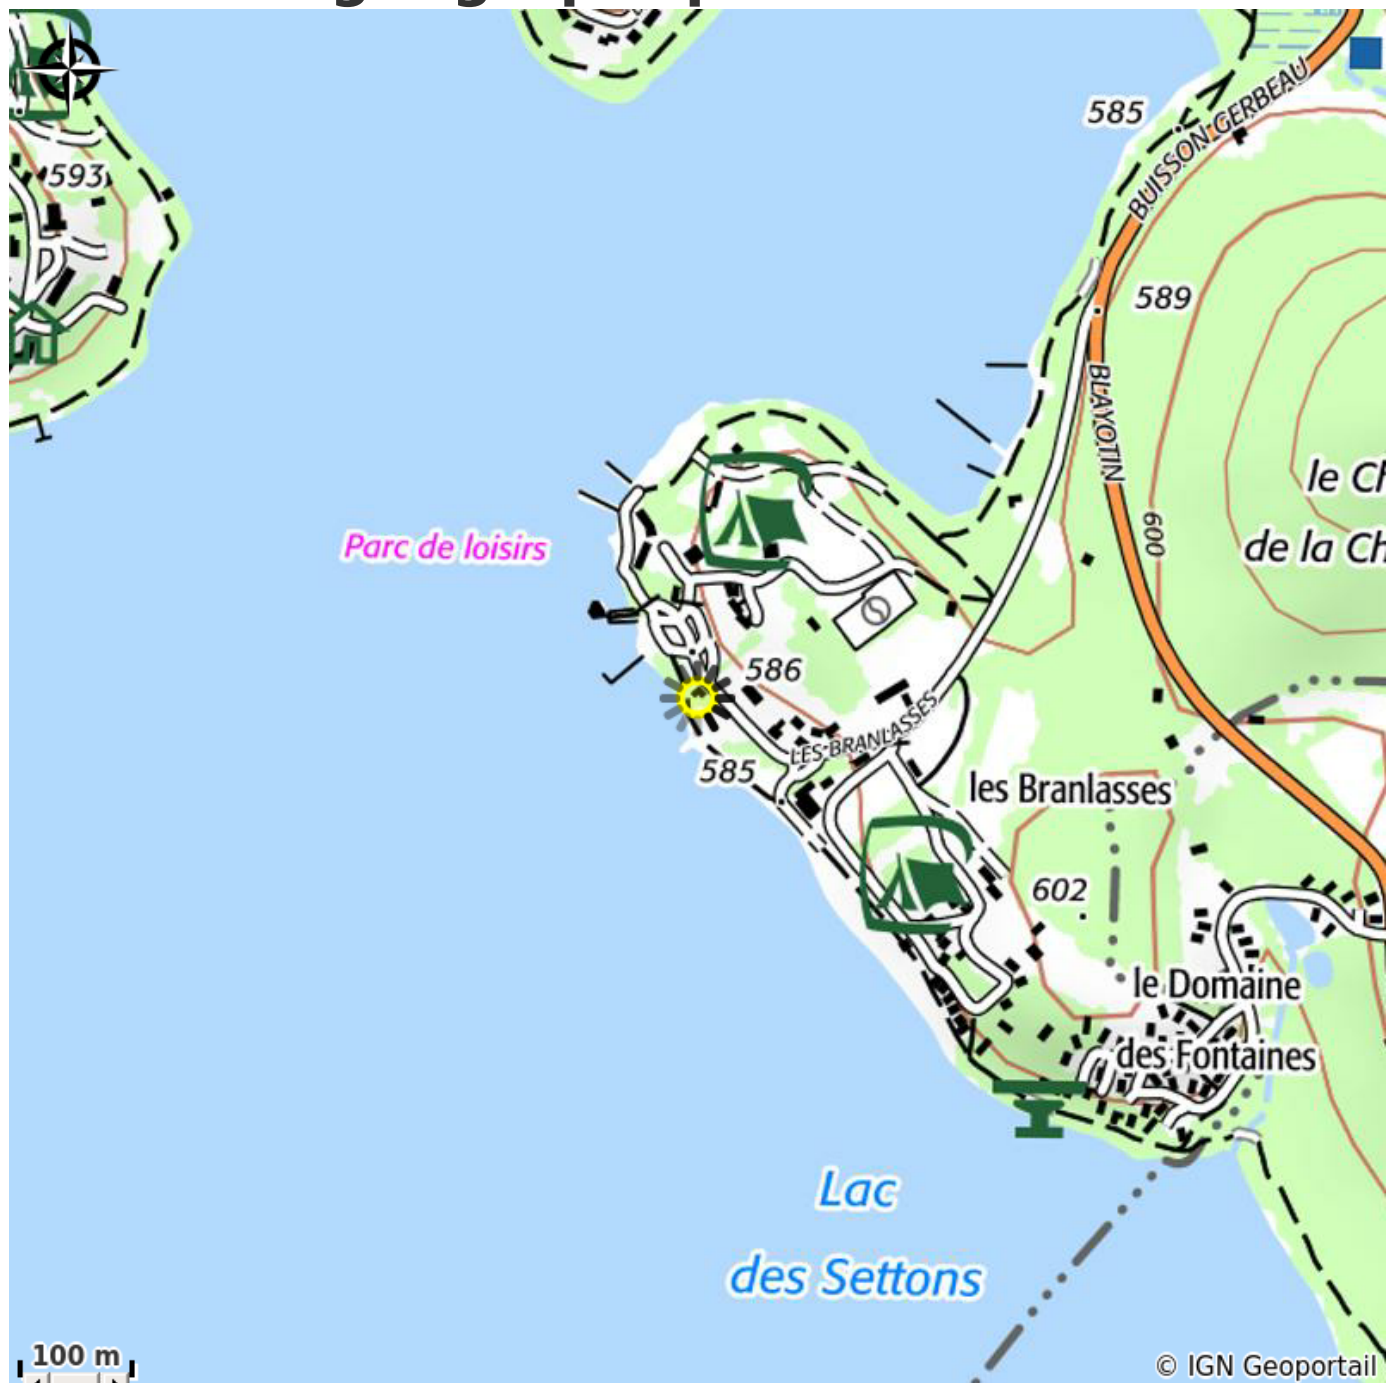 585
BUISSON GERBEAU
593
589
BLAYOTIN
le Ch
600
de la Ch
Parc de loisirs
586
LES BRANLASSES
585
les Branlasses
602
le Domaine
des Fontaines
Lac
des Settons
100 m
© IGN Geoportail